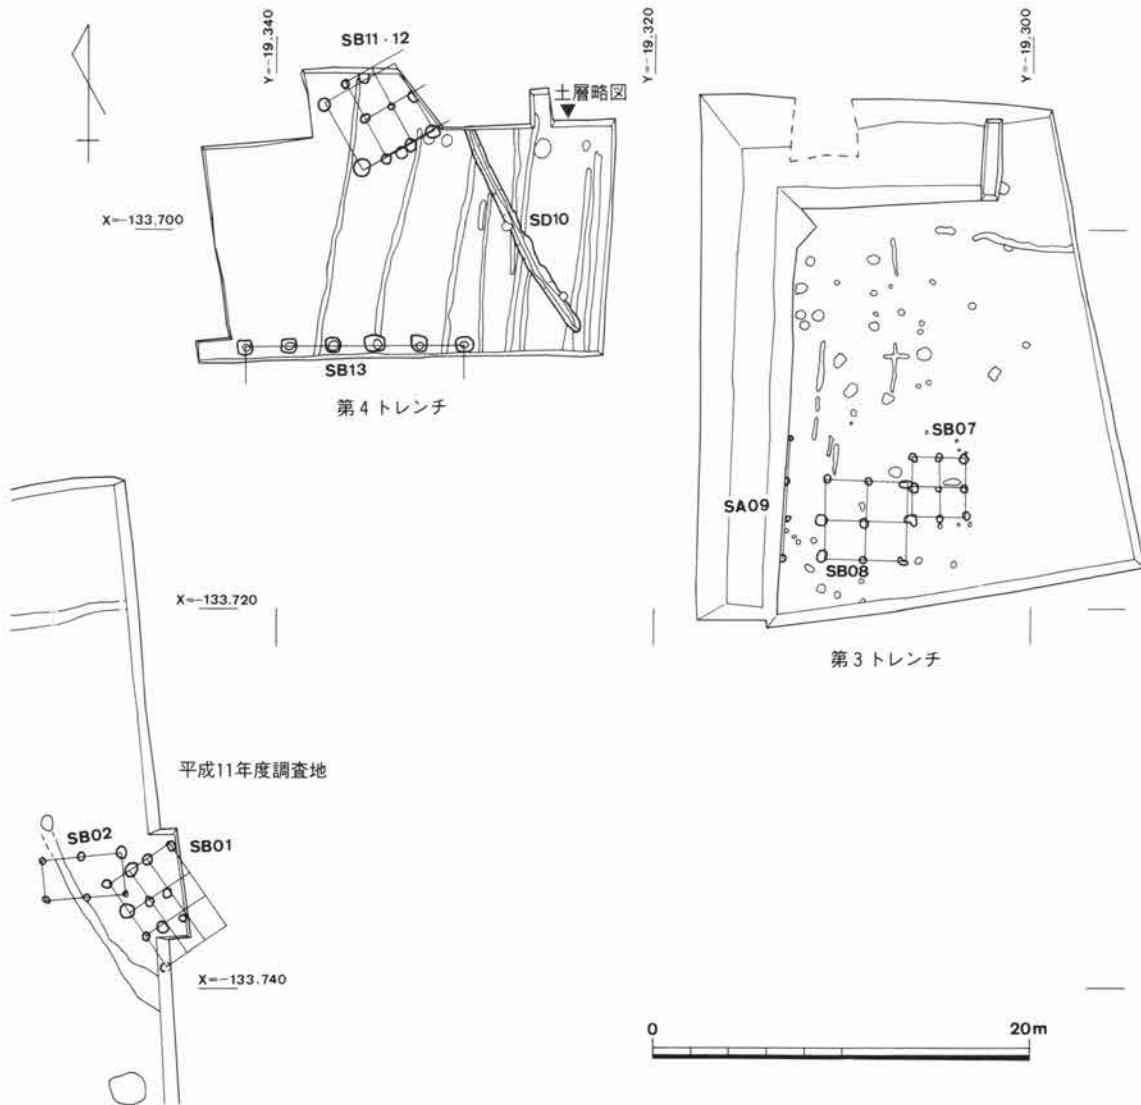 Y=-19,340
Y=-19,320
Y=-19,300
SB11・12
土層略図
X=-133,700
SD10
SB13
第4トレンチ
SB07
SA09
SB08
X=-133,720
第3トレンチ
平成11年度調査地
SB02
SB01
X=-133,740
0 20m